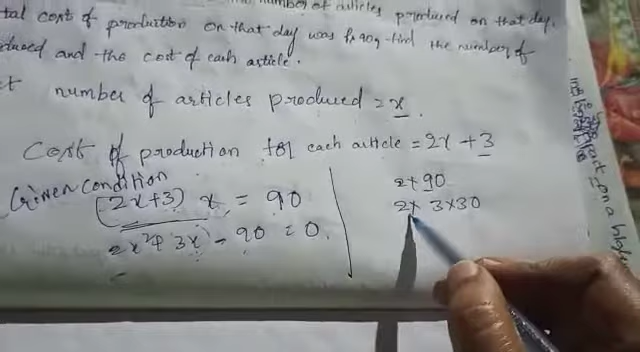 number of articles produced on that day.
tal cost of production on that day was Rs 90, find the number of
duced and the cost of each article.
et number of articles produced = x.
Cost of production for each article = 2x + 3
Given condition
(2x+3) x = 90
2x²+ 3x - 90 = 0.
2×90
2× 3×30